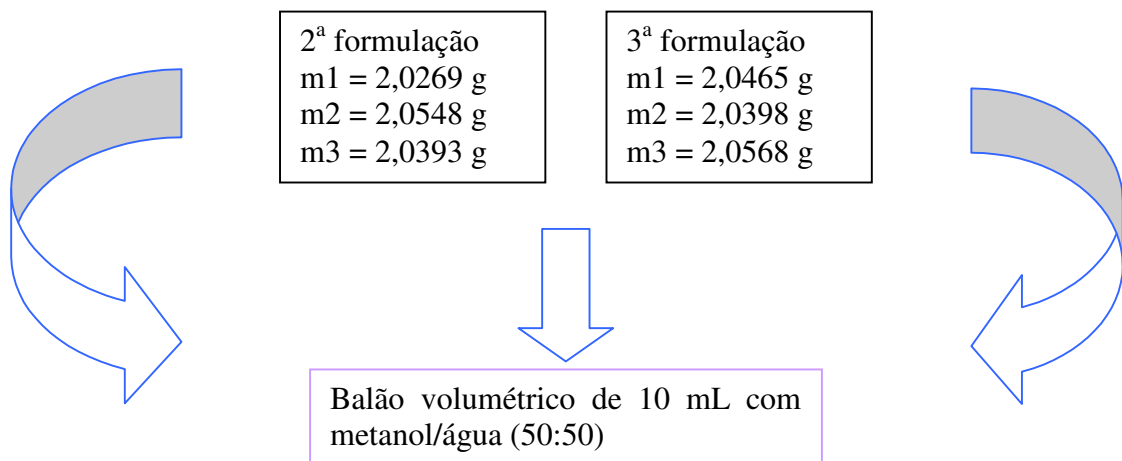 2ª formulação
m1 = 2,0269 g
m2 = 2,0548 g
m3 = 2,0393 g
3ª formulação
m1 = 2,0465 g
m2 = 2,0398 g
m3 = 2,0568 g
Balão volumétrico de 10 mL com
metanol/água (50:50)